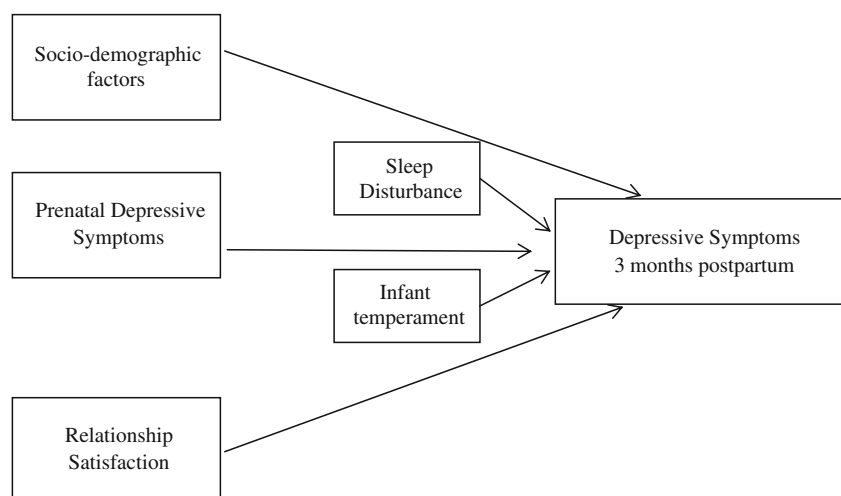 Socio-demographic
factors
Sleep
Disturbance
Prenatal Depressive
Symptoms
Depressive Symptoms
3 months postpartum
Infant
temperament
Relationship
Satisfaction